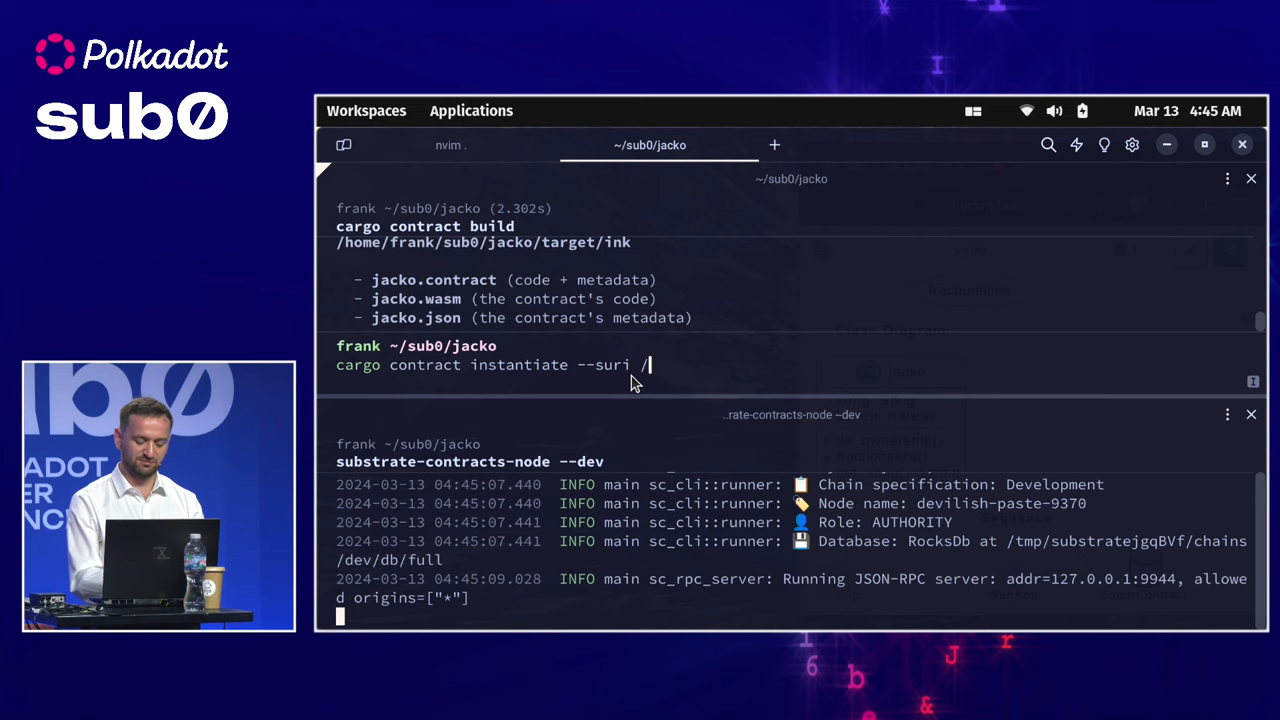 Polkadot
sub0
Workspaces Applications Mar 13 4:45 AM
nvim . ~/sub0/jacko +
~/sub0/jacko
frank ~/sub0/jacko (2.302s)
cargo contract build
/home/frank/sub0/jacko/target/ink
- jacko.contract (code + metadata)
- jacko.wasm (the contract's code)
- jacko.json (the contract's metadata)
frank ~/sub0/jacko
cargo contract instantiate --suri /
..rate-contracts-node –dev
frank ~/sub0/jacko
substrate-contracts-node --dev
2024-03-13 04:45:07.440 INFO main sc_cli::runner: 📋 Chain specification: Development
2024-03-13 04:45:07.440 INFO main sc_cli::runner: 🏷 Node name: devilish-paste-9370
2024-03-13 04:45:07.441 INFO main sc_cli::runner: 👤 Role: AUTHORITY
2024-03-13 04:45:07.441 INFO main sc_cli::runner: 💾 Database: RocksDb at /tmp/substratejgqBVf/chains
/dev/db/full
2024-03-13 04:45:09.028 INFO main sc_rpc_server: Running JSON-RPC server: addr=127.0.0.1:9944, allowe
d origins=["*"]